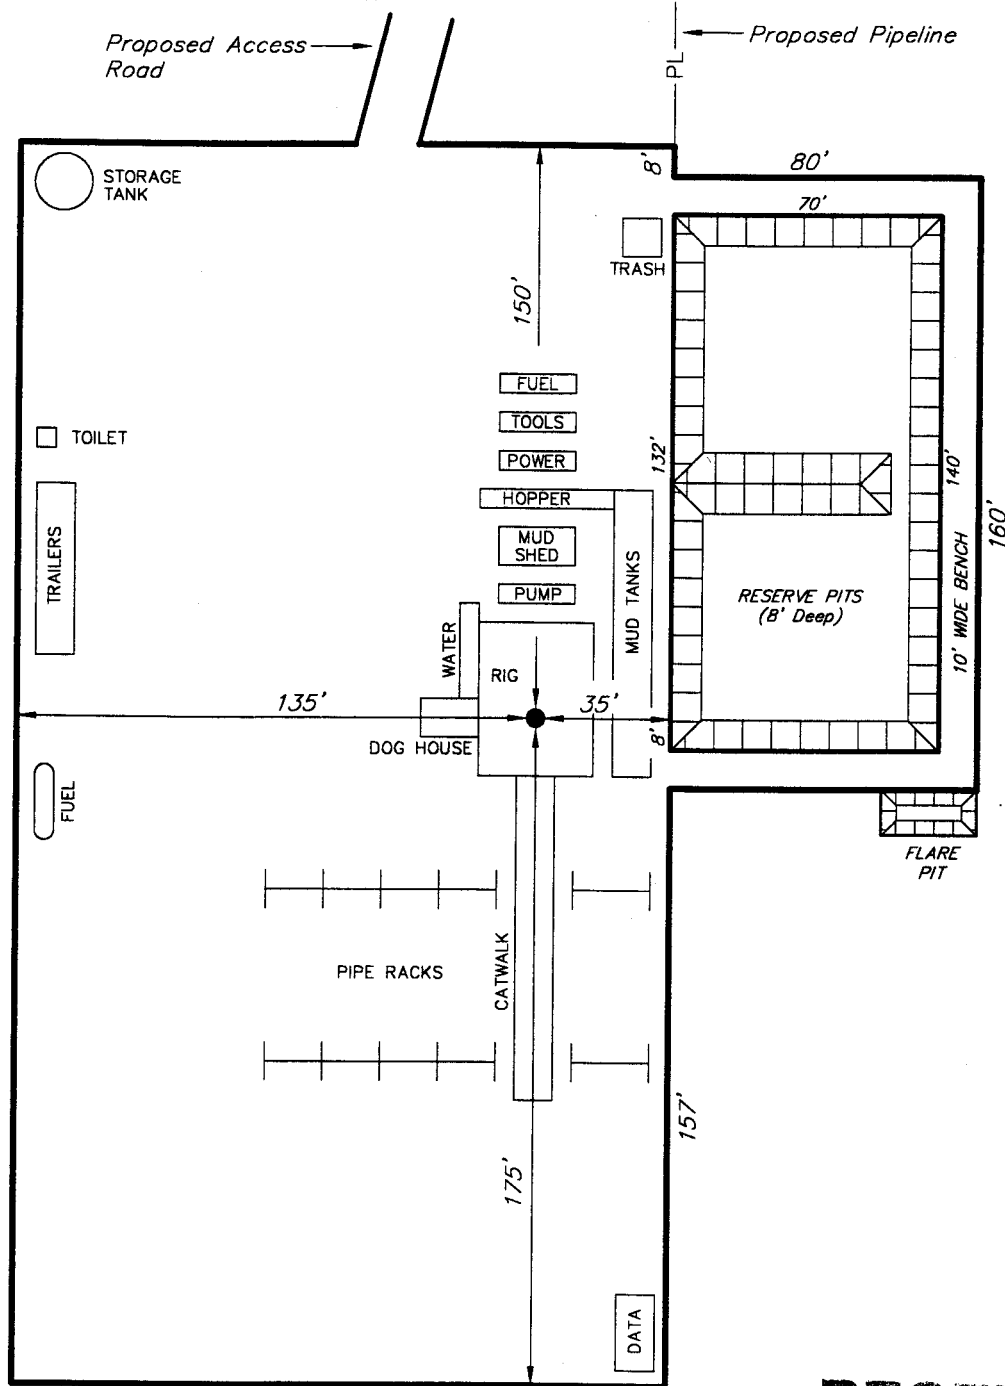 Proposed Access
Road
Proposed Pipeline
PL
8'
80'
STORAGE
TANK
70'
TRASH
150'
FUEL
TOOLS
TOILET
POWER
132'
140'
160'
HOPPER
MUD
SHED
TRAILERS
MUD TANKS
10' WIDE BENCH
PUMP
RESERVE PITS
(8' Deep)
WATER
RIG
135'
35'
8'
DOG HOUSE
FUEL
FLARE
PIT
PIPE RACKS
CATWALK
157'
175'
DATA